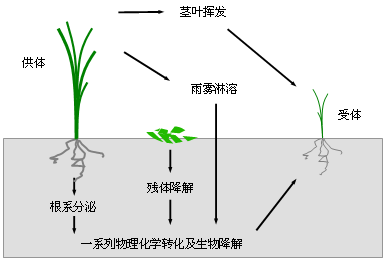 茎叶挥发
供体
雨雾淋溶
受体
残体降解
根系分泌
一系列物理化学转化及生物降解